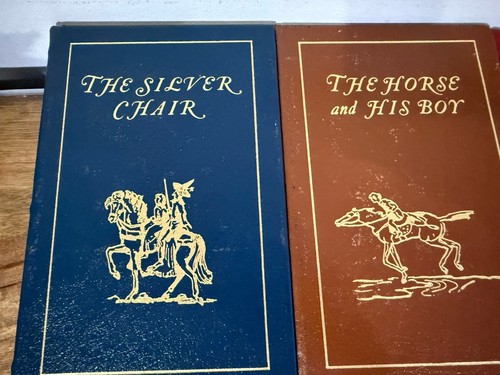 THE SILVER
CHAIR
THE HORSE
and HIS BOY